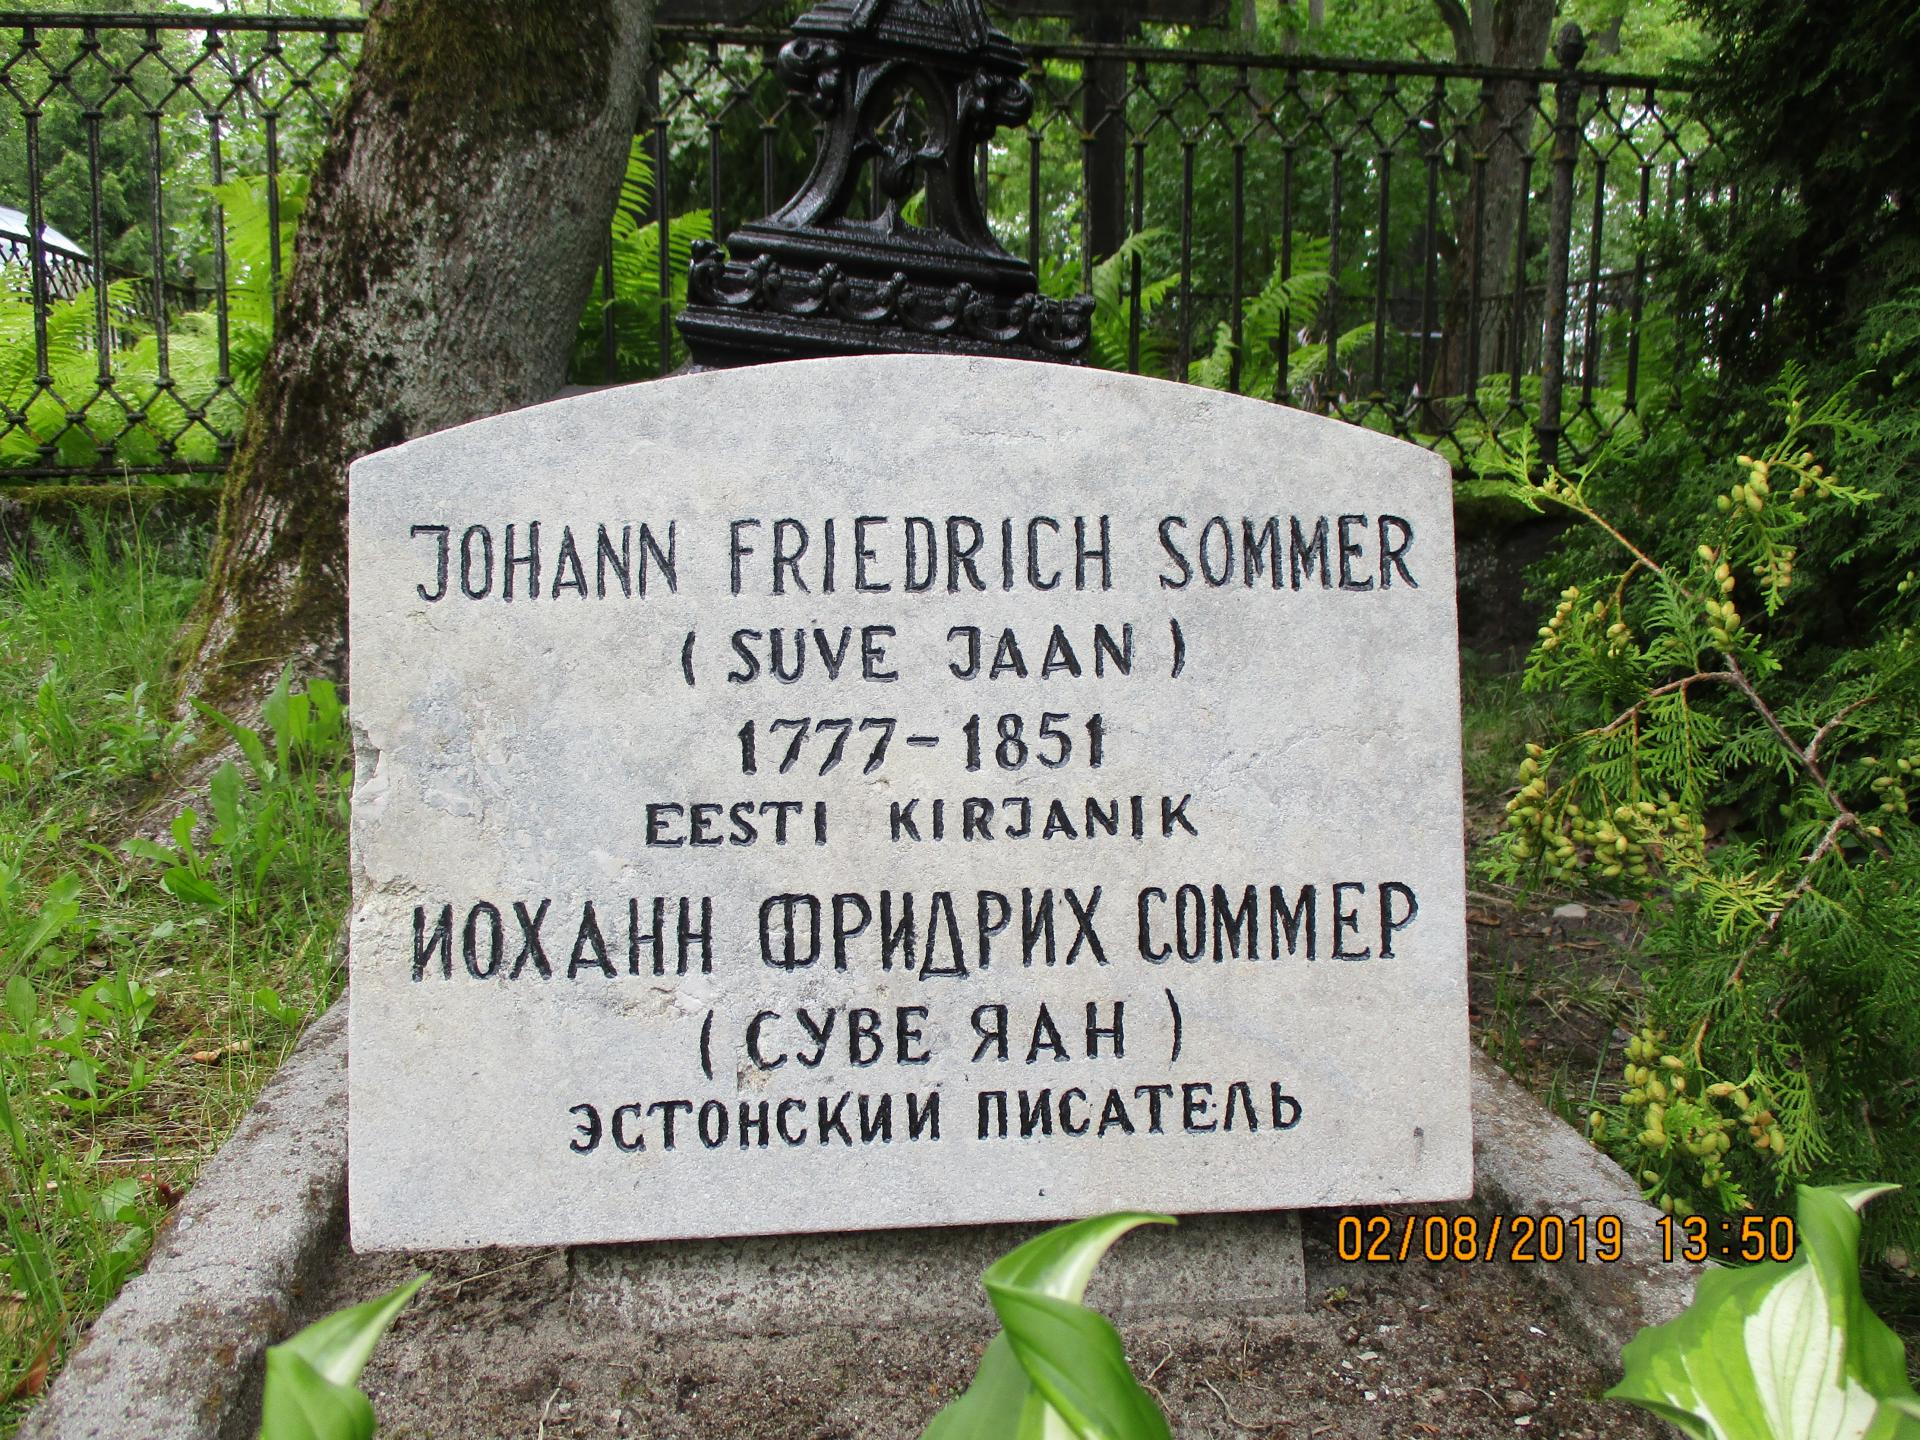 JOHANN FRIEDRICH SOMMER
(SUVE JAAN)
1777-1851
EESTI KIRJANIK
ИОХАНН ФРИДРИХ СОММЕР
(СУВЕ ЯАН)
ЭСТОНСКИИ ПИСАТЕЛЬ
02/08/2019 13:50